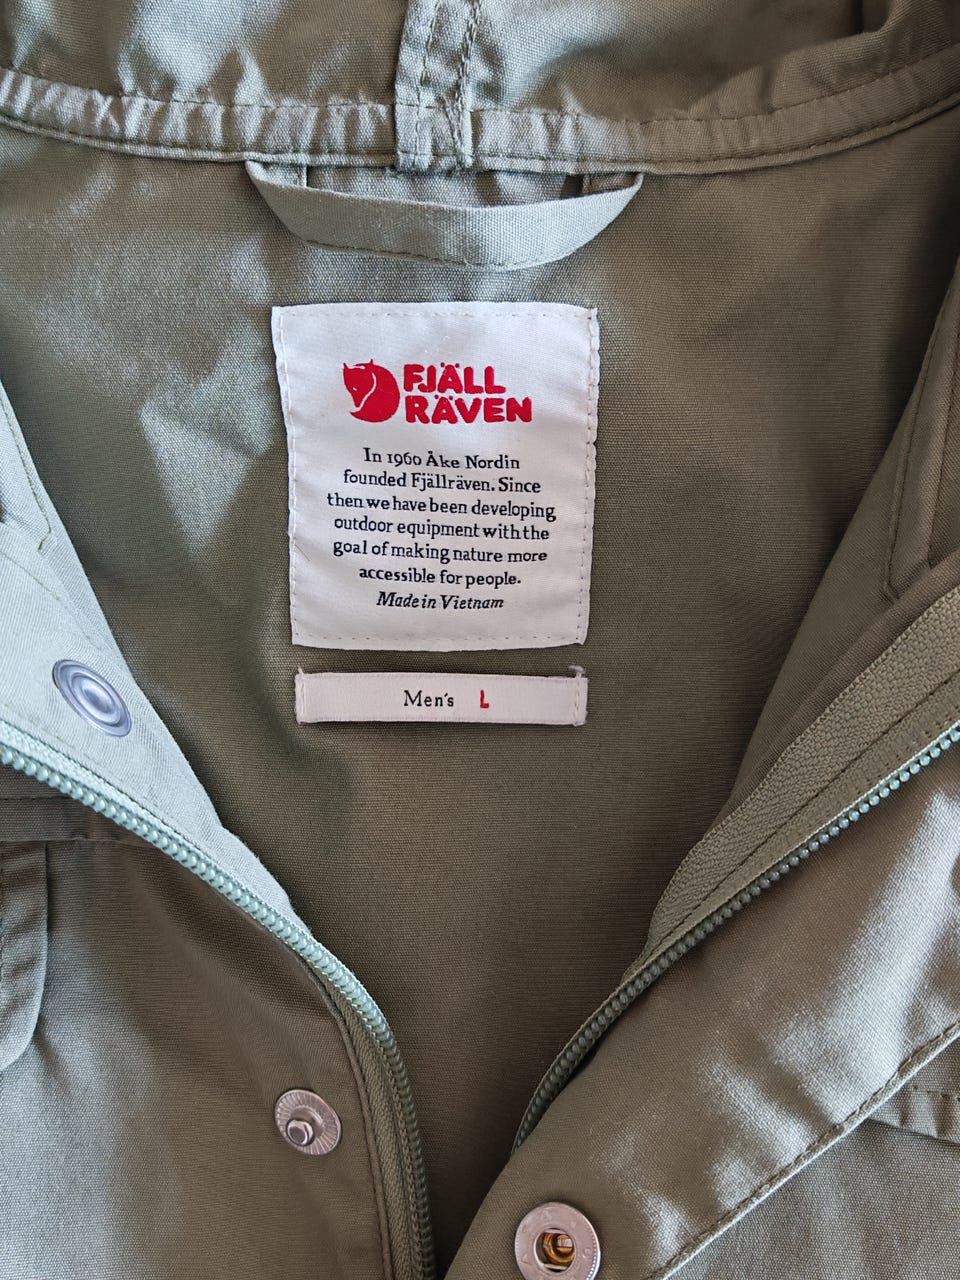 FJÄLL
RÄVEN
In 1960 Åke Nordin
founded Fjällräven. Since
then we have been developing
outdoor equipment with the
goal of making nature more
accessible for people.
Made in Vietnam
Men's L